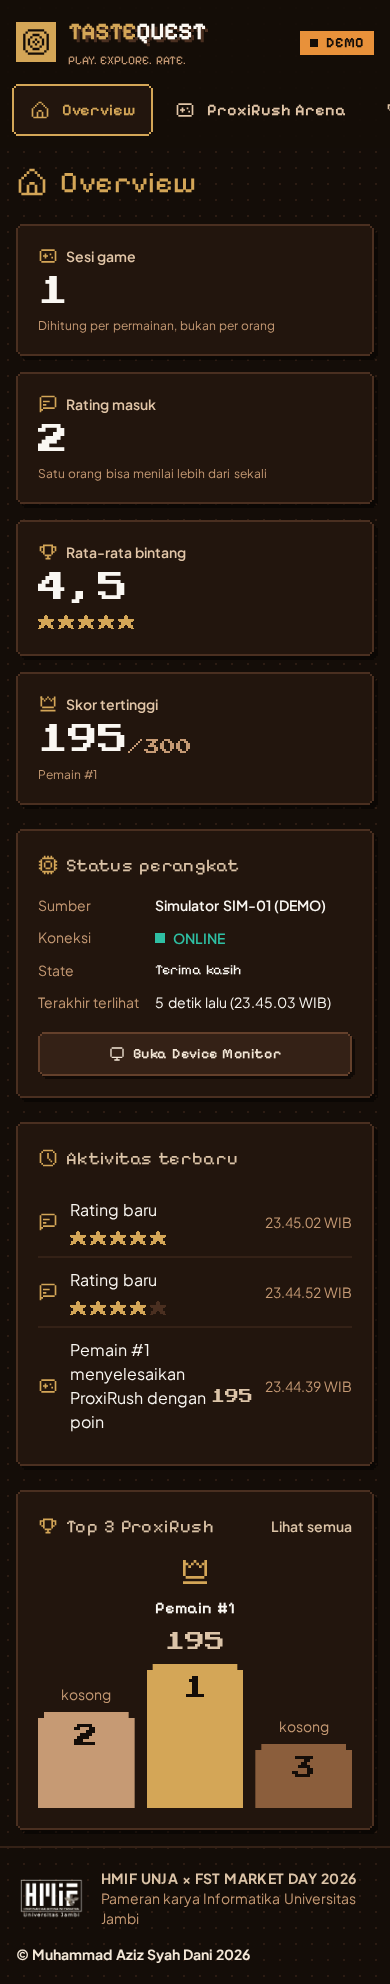 TASTEQUEST
PLAY. EXPLORE. RATE.
DEMO
Overview
ProxiRush Arena
Overview
Sesi game
1
Dihitung per permainan, bukan per orang
Rating masuk
2
Satu orang bisa menilai lebih dari sekali
Rata-rata bintang
4,5
Skor tertinggi
195/300
Pemain #1
Status perangkat
Sumber Simulator SIM-01 (DEMO)
Koneksi ONLINE
State Terima kasih
Terakhir terlihat 5 detik lalu (23.45.03 WIB)
Buka Device Monitor
Aktivitas terbaru
Rating baru
23.45.02 WIB
Rating baru
23.44.52 WIB
Pemain #1
menyelesaikan
ProxiRush dengan 195
poin
23.44.39 WIB
Top 3 ProxiRush
Lihat semua
Pemain #1
195
1
kosong
2
kosong
3
HMIF
Universitas Jambi
HMIF UNJA × FST MARKET DAY 2026
Pameran karya Informatika Universitas
Jambi
© Muhammad Aziz Syah Dani 2026